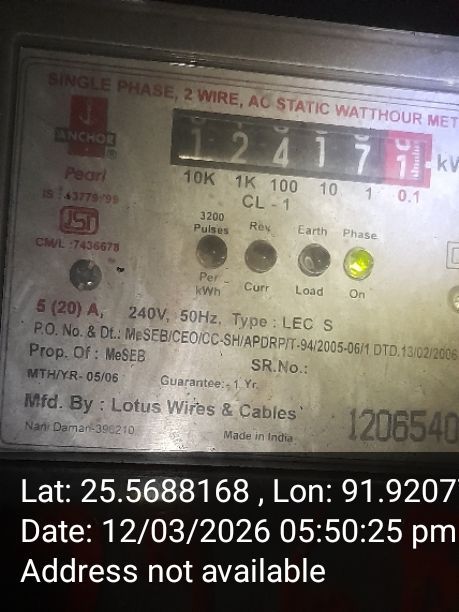 SINGLE PHASE, 2 WIRE, AC STATIC WATTHOUR MET
ANCHOR
®
Pearl
IS : 13779/99
ISI
CM/L :7436678
1 2 4 1 7 1 kW
10K 1K 100 10 1 0.1
CL - 1
3200 Pulses Rev Earth Phase
Per kWh Curr Load On
5 (20) A, 240V, 50Hz, Type : LEC S
P.O. No. & Dt.: MeSEB/CEO/CC-SH/APDRP/T-94/2005-06/1 DTD.13/02/2006
Prop. Of : MeSEB SR.No.:
MTH/YR- 05/06 Guarantee:- 1 Yr.
Mfd. By : Lotus Wires & Cables
Nani Daman-396210 Made in India
1206540
Lat: 25.5688168 , Lon: 91.9207
Date: 12/03/2026 05:50:25 pm
Address not available